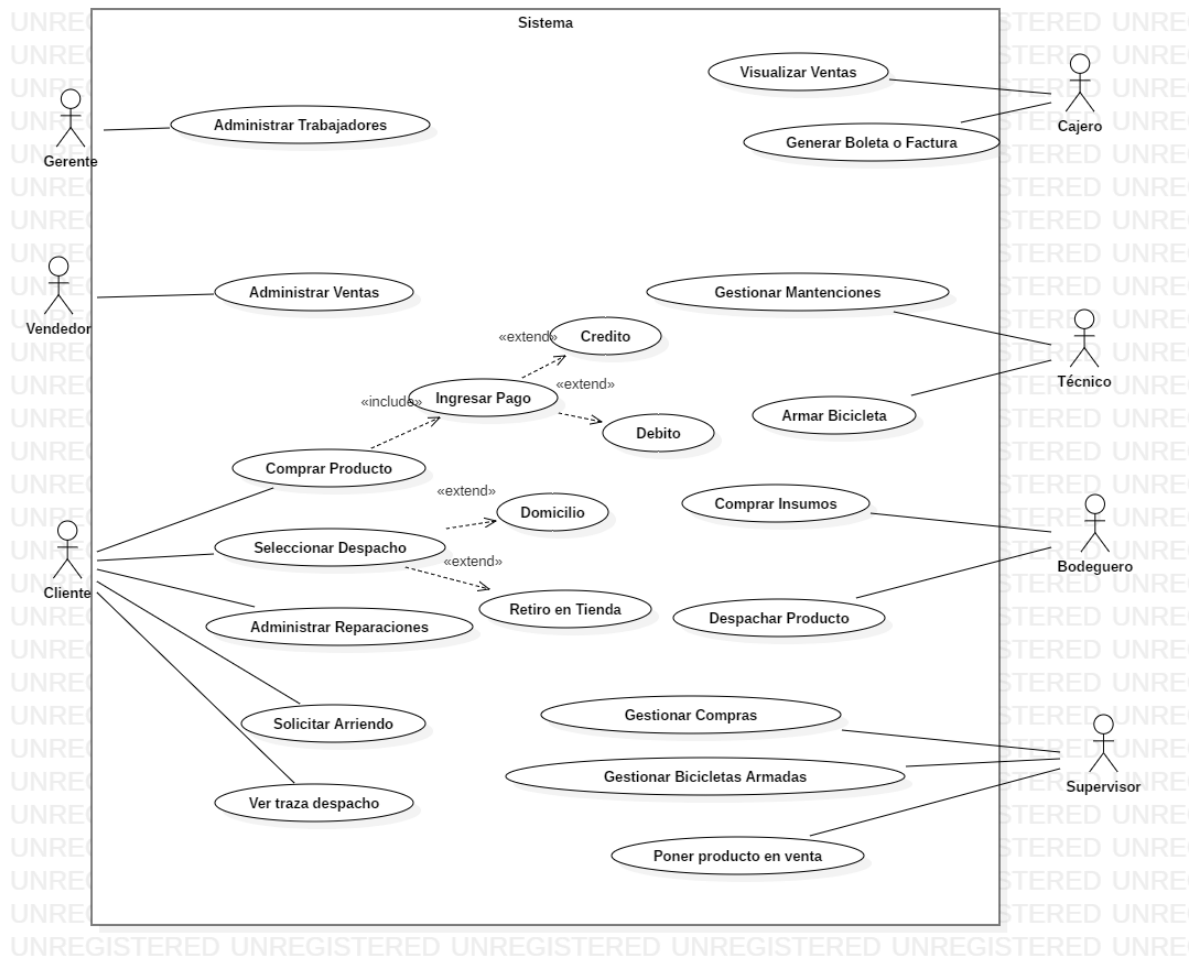 Sistema
Visualizar Ventas
Cajero
Generar Boleta o Factura
Administrar Trabajadores
Gerente
Administrar Ventas
Vendedor
Gestionar Mantenciones
Técnico
Armar Bicicleta
«extend»
Credito
«extend»
«include»
Ingresar Pago
Debito
Comprar Producto
«extend»
Domicilio
Comprar Insumos
Bodeguero
Seleccionar Despacho
«extend»
Cliente
Retiro en Tienda
Despachar Producto
Administrar Reparaciones
Solicitar Arriendo
Gestionar Compras
Gestionar Bicicletas Armadas
Supervisor
Ver traza despacho
Poner producto en venta
UNREGISTERED UNREGISTERED UNREGISTERED UNREGISTERED UNREGISTERED UNRE